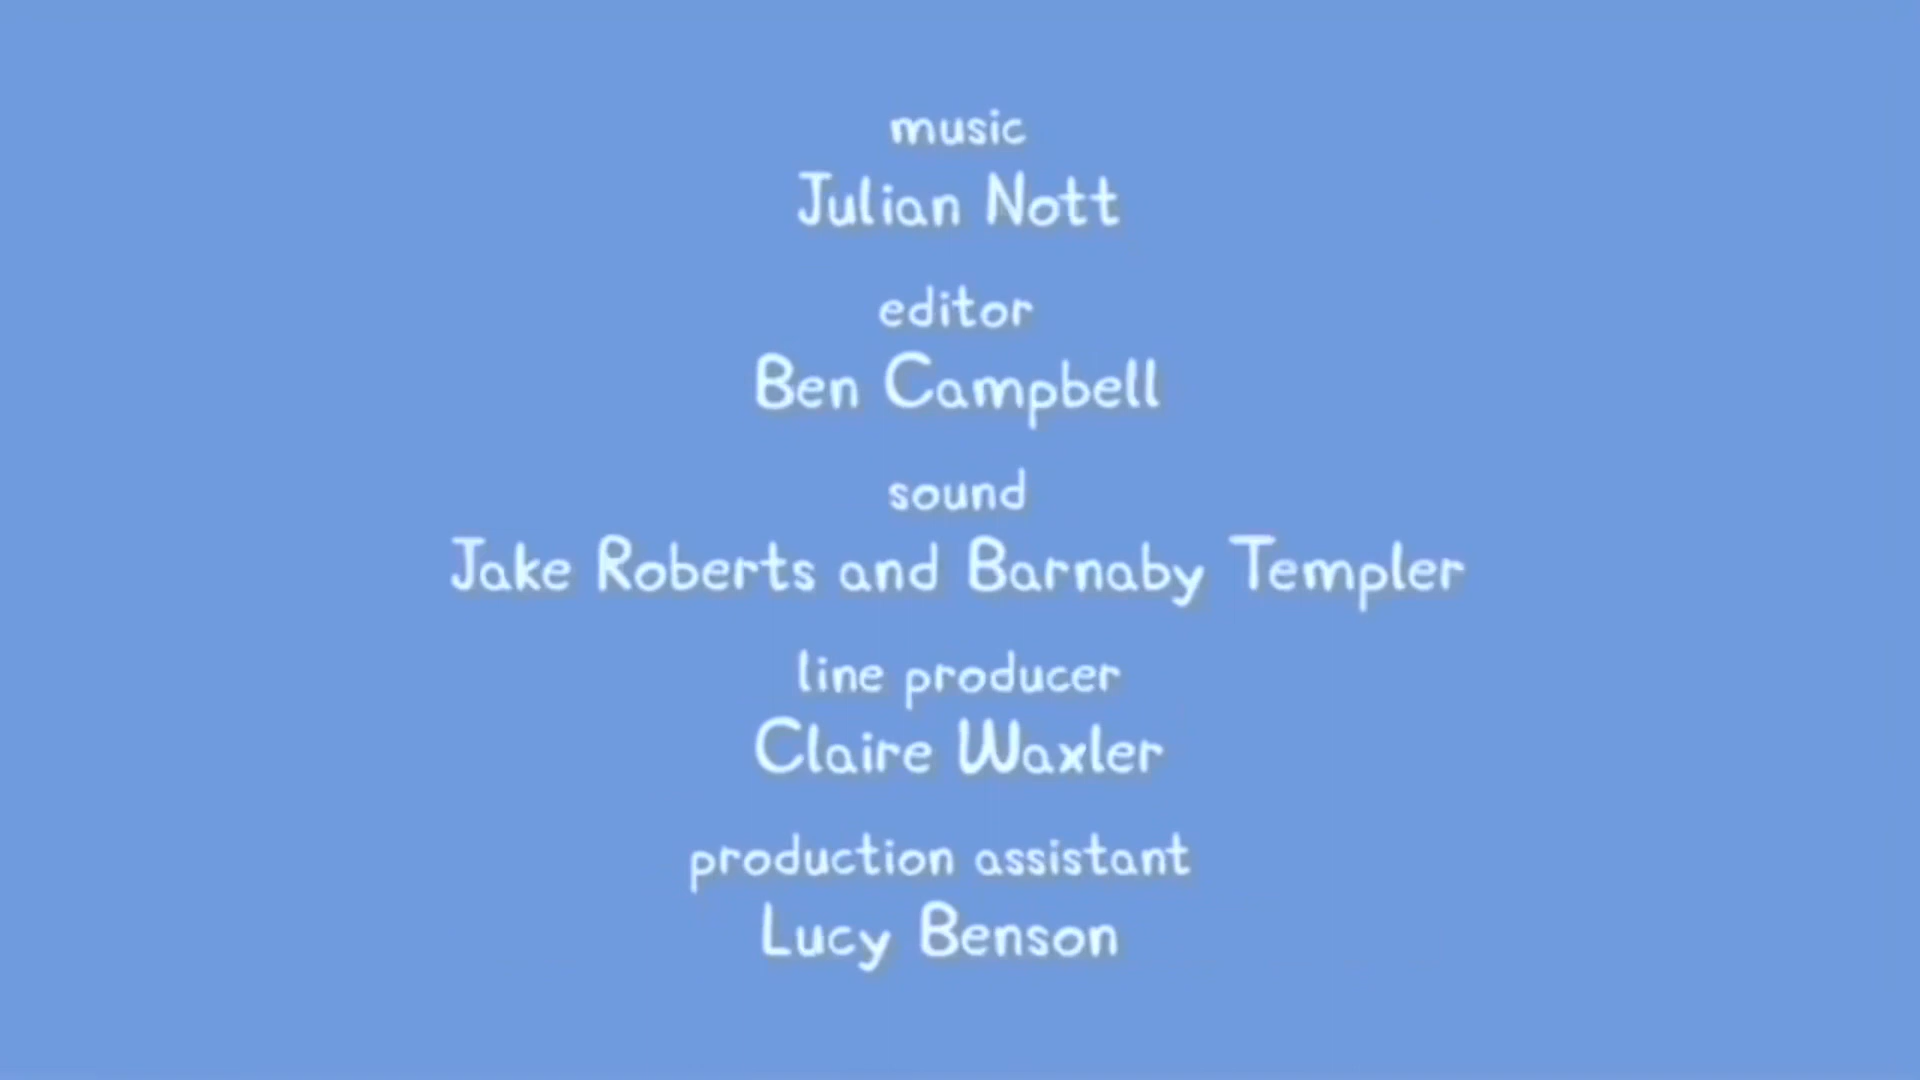 music
Julian Nott
editor
Ben Campbell
sound
Jake Roberts and Barnaby Templer
line producer
Claire Waxler
production assistant
Lucy Benson